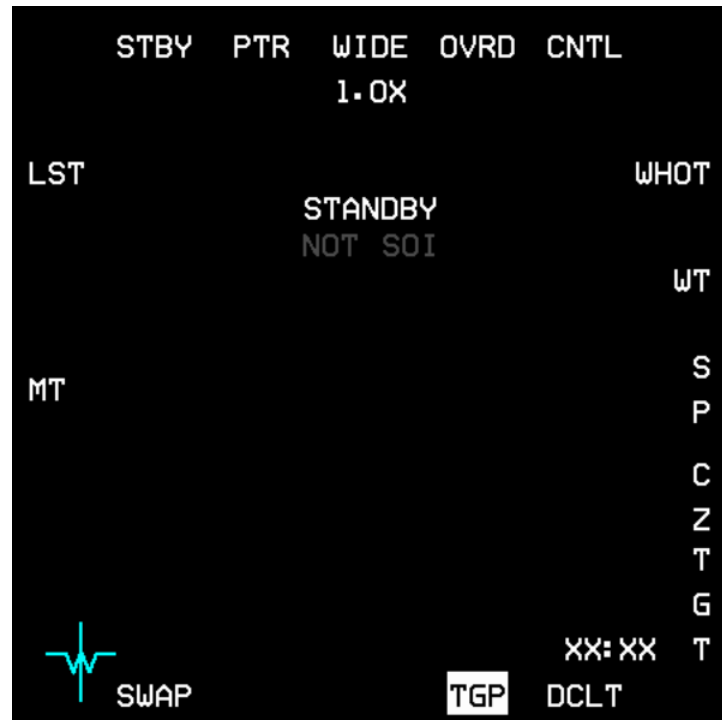 STBY PTR WIDE OVRD CNTL
1.0X
LST WHOT
STANDBY
NOT SOI
WT
S
MT
P
C
Z
T
G
XX:XX T
SWAP TGP DCLT